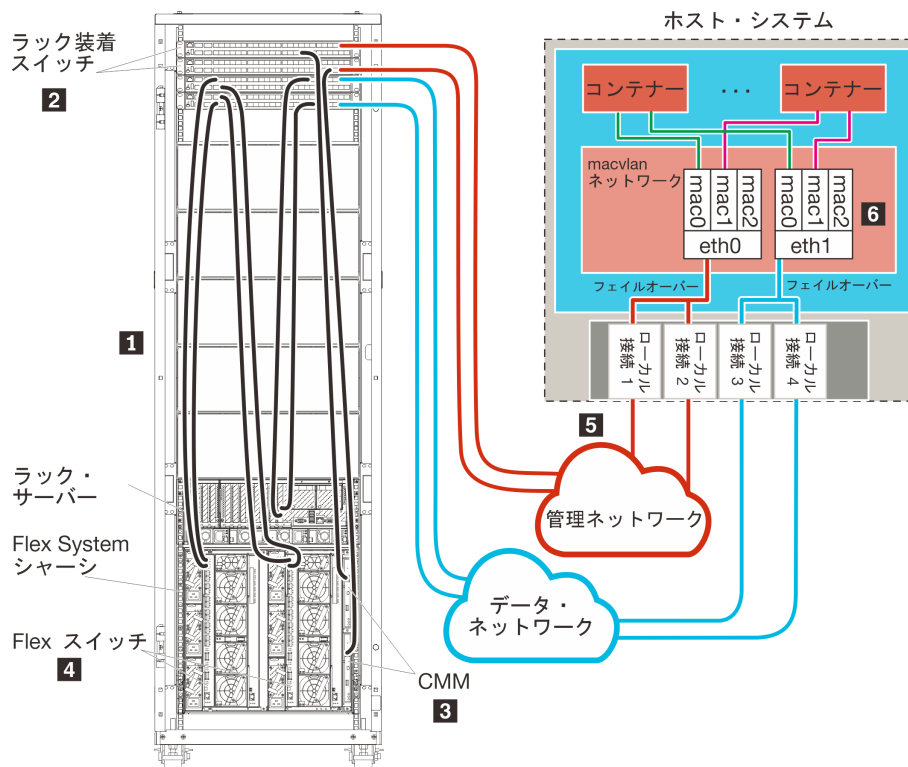 ホスト・システム
ラック装着
スイッチ
2
コンテナー
...
コンテナー
macvlan
ネットワーク
mac0
mac1
mac2
mac0
mac1
mac2
6
eth0
eth1
フェイルオーバー
フェイルオーバー
1
ローカル
接続 1
ローカル
接続 2
ローカル
接続 3
ローカル
接続 4
5
管理ネットワーク
ラック・
サーバー
Flex System
シャーシ
データ・
ネットワーク
Flex スイッチ
4
CMM
3